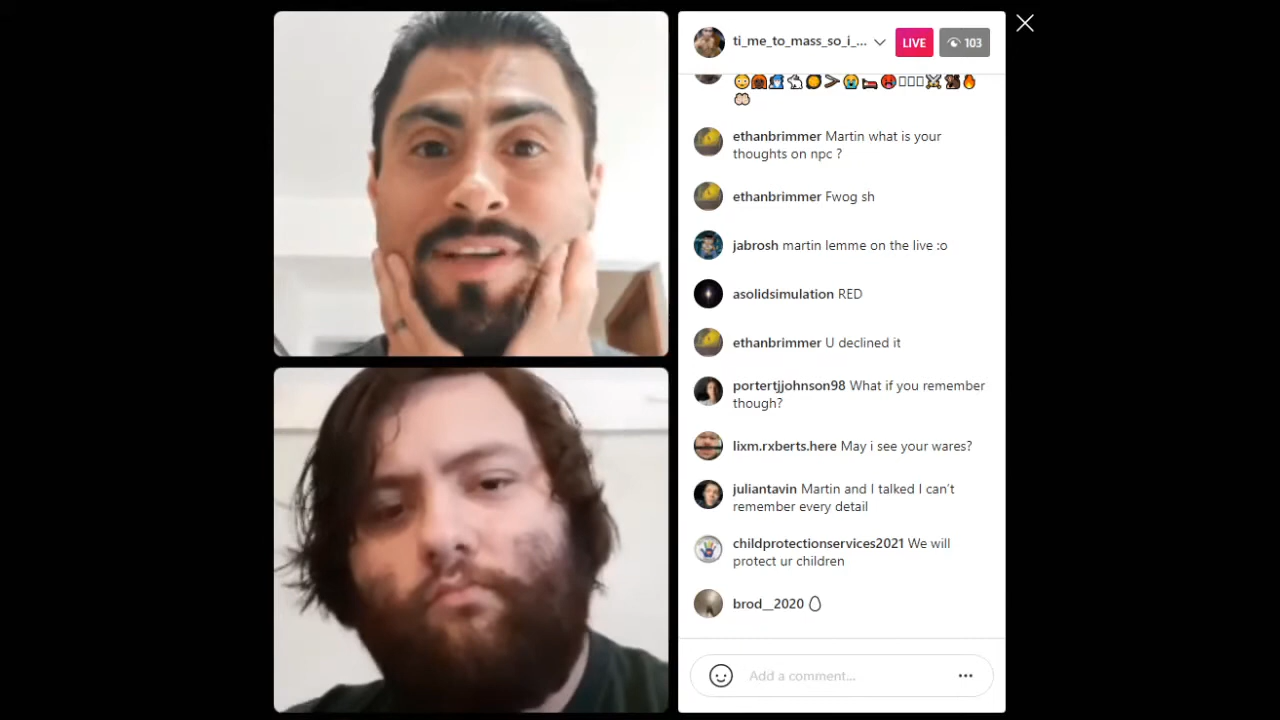 ti_me_to_mass_so_i_...
LIVE
103
ethanbrimmer Martin what is your
thoughts on npc ?
ethanbrimmer Fwog sh
jabrosh martin lemme on the live :o
asolidsimulation RED
ethanbrimmer U declined it
portertjjohnson98 What if you remember
though?
lixm.rxberts.here May i see your wares?
juliantavin Martin and I talked I can't
remember every detail
childprotectionservices2021 We will
protect ur children
brod__2020
Add a comment...